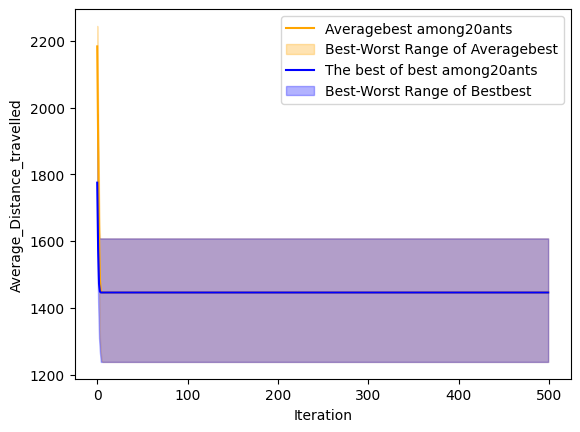 Averagebest among20ants
Best-Worst Range of Averagebest
The best of best among20ants
Best-Worst Range of Bestbest
Average_Distance_travelled
2200
2000
1800
1600
1400
1200
0 100 200 300 400 500
Iteration